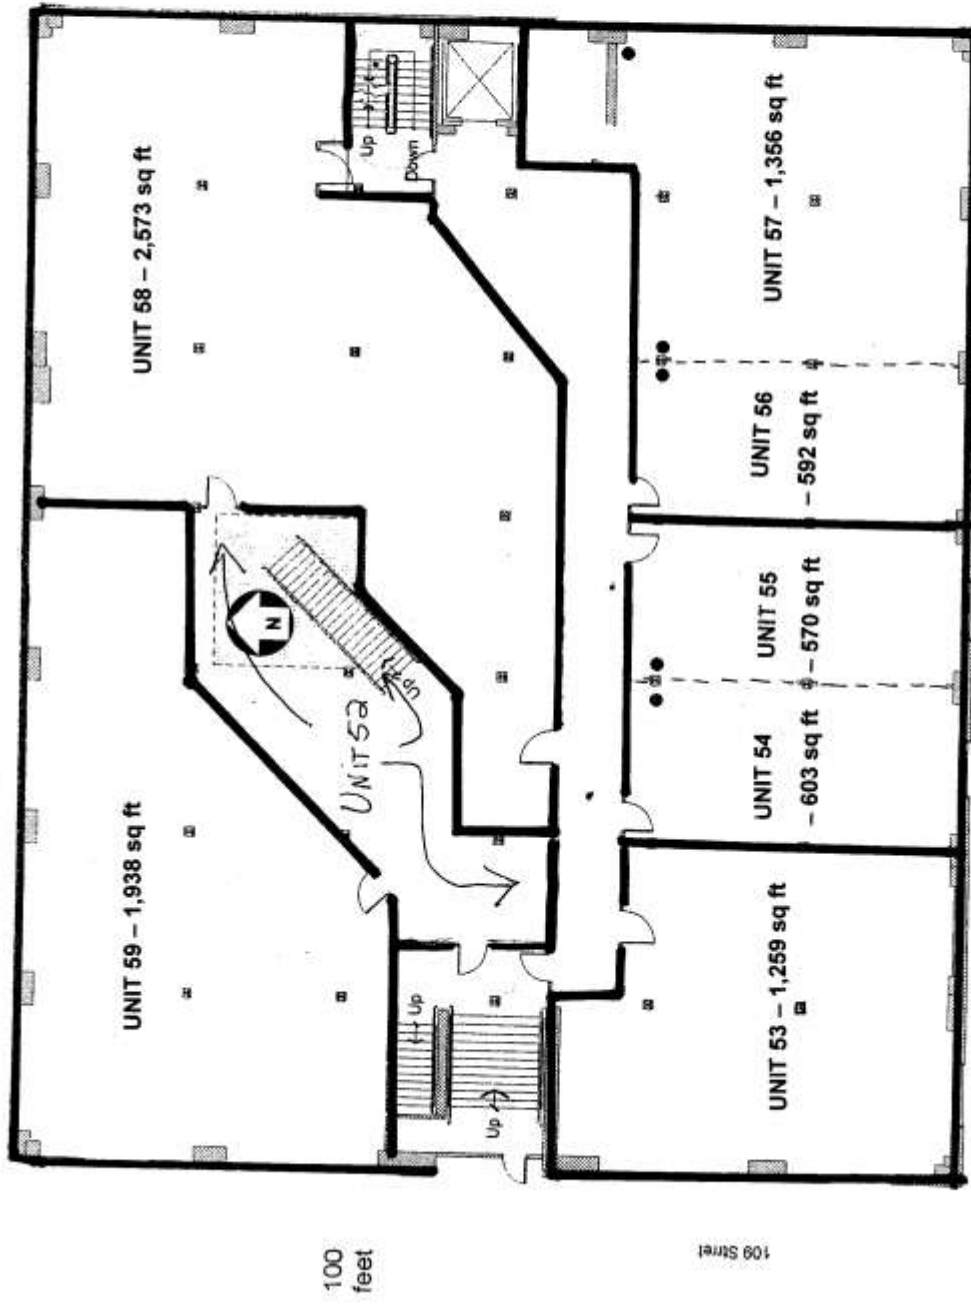 UNIT 58 – 2,573 sq ft
Up
Down
UNIT 57 – 1,356 sq ft
UNIT 56
– 592 sq ft
N
UNIT 55
– 570 sq ft
UNIT 52
Up
UNIT 54
– 603 sq ft
UNIT 59 – 1,938 sq ft
UNIT 53 – 1,259 sq ft
Up
Up
100
feet
109 Strret